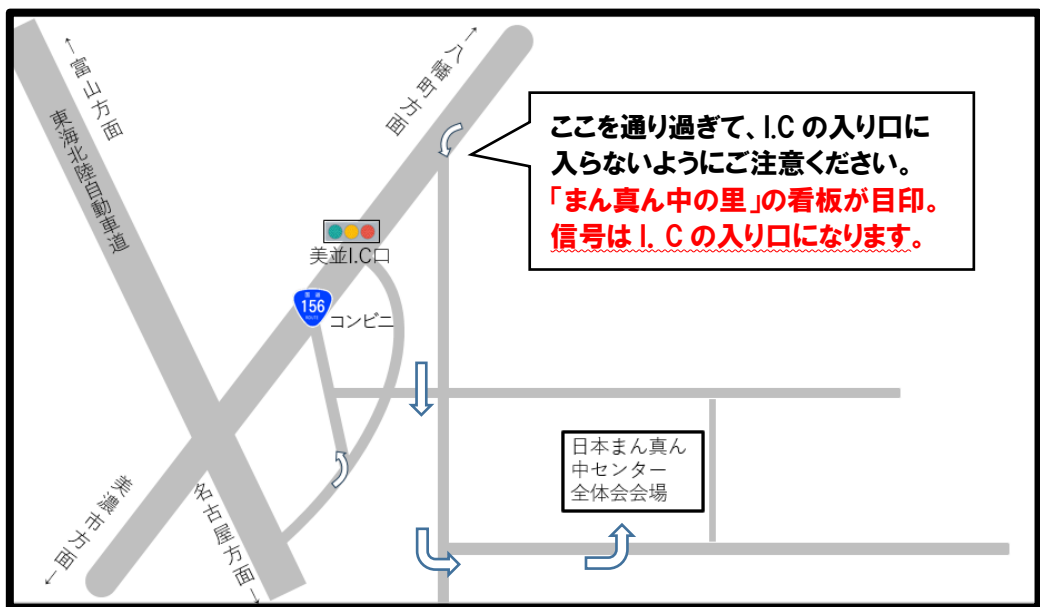 ←富山方面
東海北陸自動車道
←八幡町方面
ここを通り過ぎて、I.C の入り口に
入らないようにご注意ください。
「まん真ん中の里」の看板が目印。
信号は I. C の入り口になります。
美並I.C口
156
ROUTE
コンビニ
日本まん真ん
中センター
全体会会場
美濃市方面→
名古屋方面→